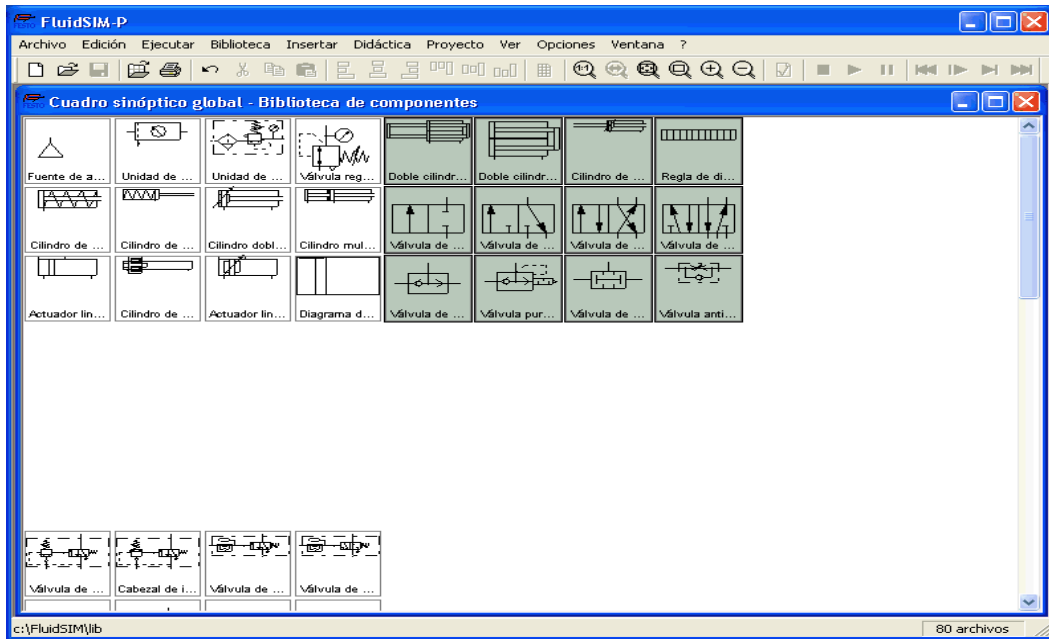 FluidSIM-P
Archivo Edición Ejecutar Biblioteca Insertar Didáctica Proyecto Ver Opciones Ventana ?
Cuadro sinóptico global - Biblioteca de componentes
Fuente de a... Unidad de ... Unidad de ... Válvula reg... Doble cilindr... Doble cilindr... Cilindro de ... Regla de di...
Cilindro de ... Cilindro de ... Cilindro dobl... Cilindro mul... Válvula de ... Válvula de ... Válvula de ... Válvula de ...
Actuador lin... Cilindro de ... Actuador lin... Diagrama d... Válvula de ... Válvula pur... Válvula de ... Válvula anti...
Válvula de ... Cabezal de i... Válvula de ... Válvula de ...
c:\FluidSIM\lib 80 archivos